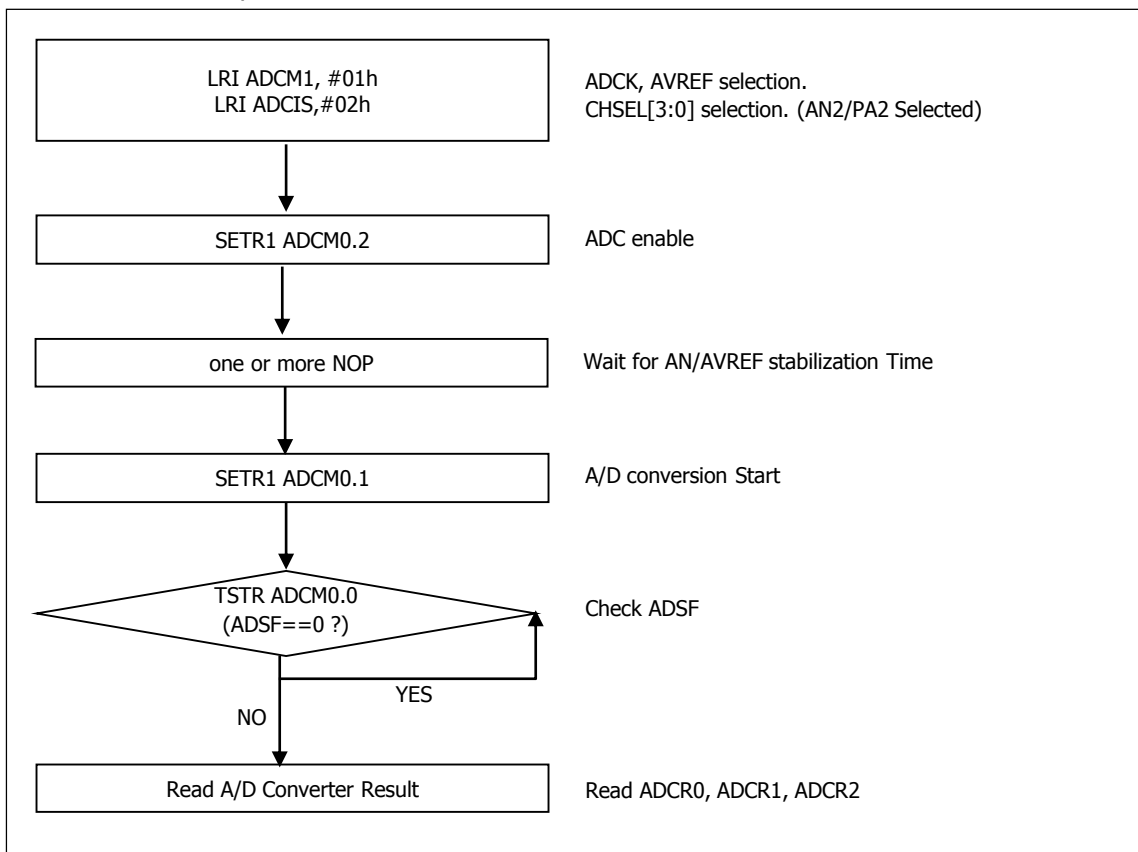 LRI ADCM1, #01h
LRI ADCIS,#02h
ADCK, AVREF selection.
CHSEL[3:0] selection. (AN2/PA2 Selected)
SETR1 ADCM0.2
ADC enable
one or more NOP
Wait for AN/AVREF stabilization Time
SETR1 ADCM0.1
A/D conversion Start
TSTR ADCM0.0
(ADSF==0 ?)
Check ADSF
YES
NO
Read A/D Converter Result
Read ADCR0, ADCR1, ADCR2